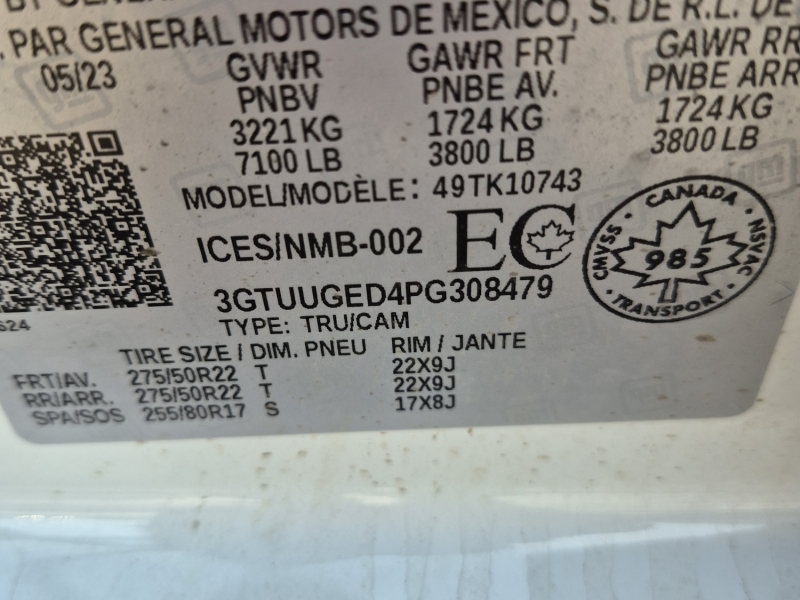 PAR GENERAL MOTORS DE MEXICO, S. DE R.L. DE
05/23
GVWR GAWR FRT GAWR RR
PNBV PNBE AV. PNBE ARR
3221 KG 1724 KG 1724 KG
7100 LB 3800 LB 3800 LB
MODEL/MODÈLE: 49TK10743
ICES/NMB-002 EC
CANADA
CMVSS 985 NSVAC
TRANSPORT
3GTUUGED4PG308479
TYPE: TRU/CAM
TIRE SIZE / DIM. PNEU RIM / JANTE
FRT/AV. 275/50R22 T 22X9J
RR/ARR. 275/50R22 T 22X9J
SPA/SOS 255/80R17 S 17X8J